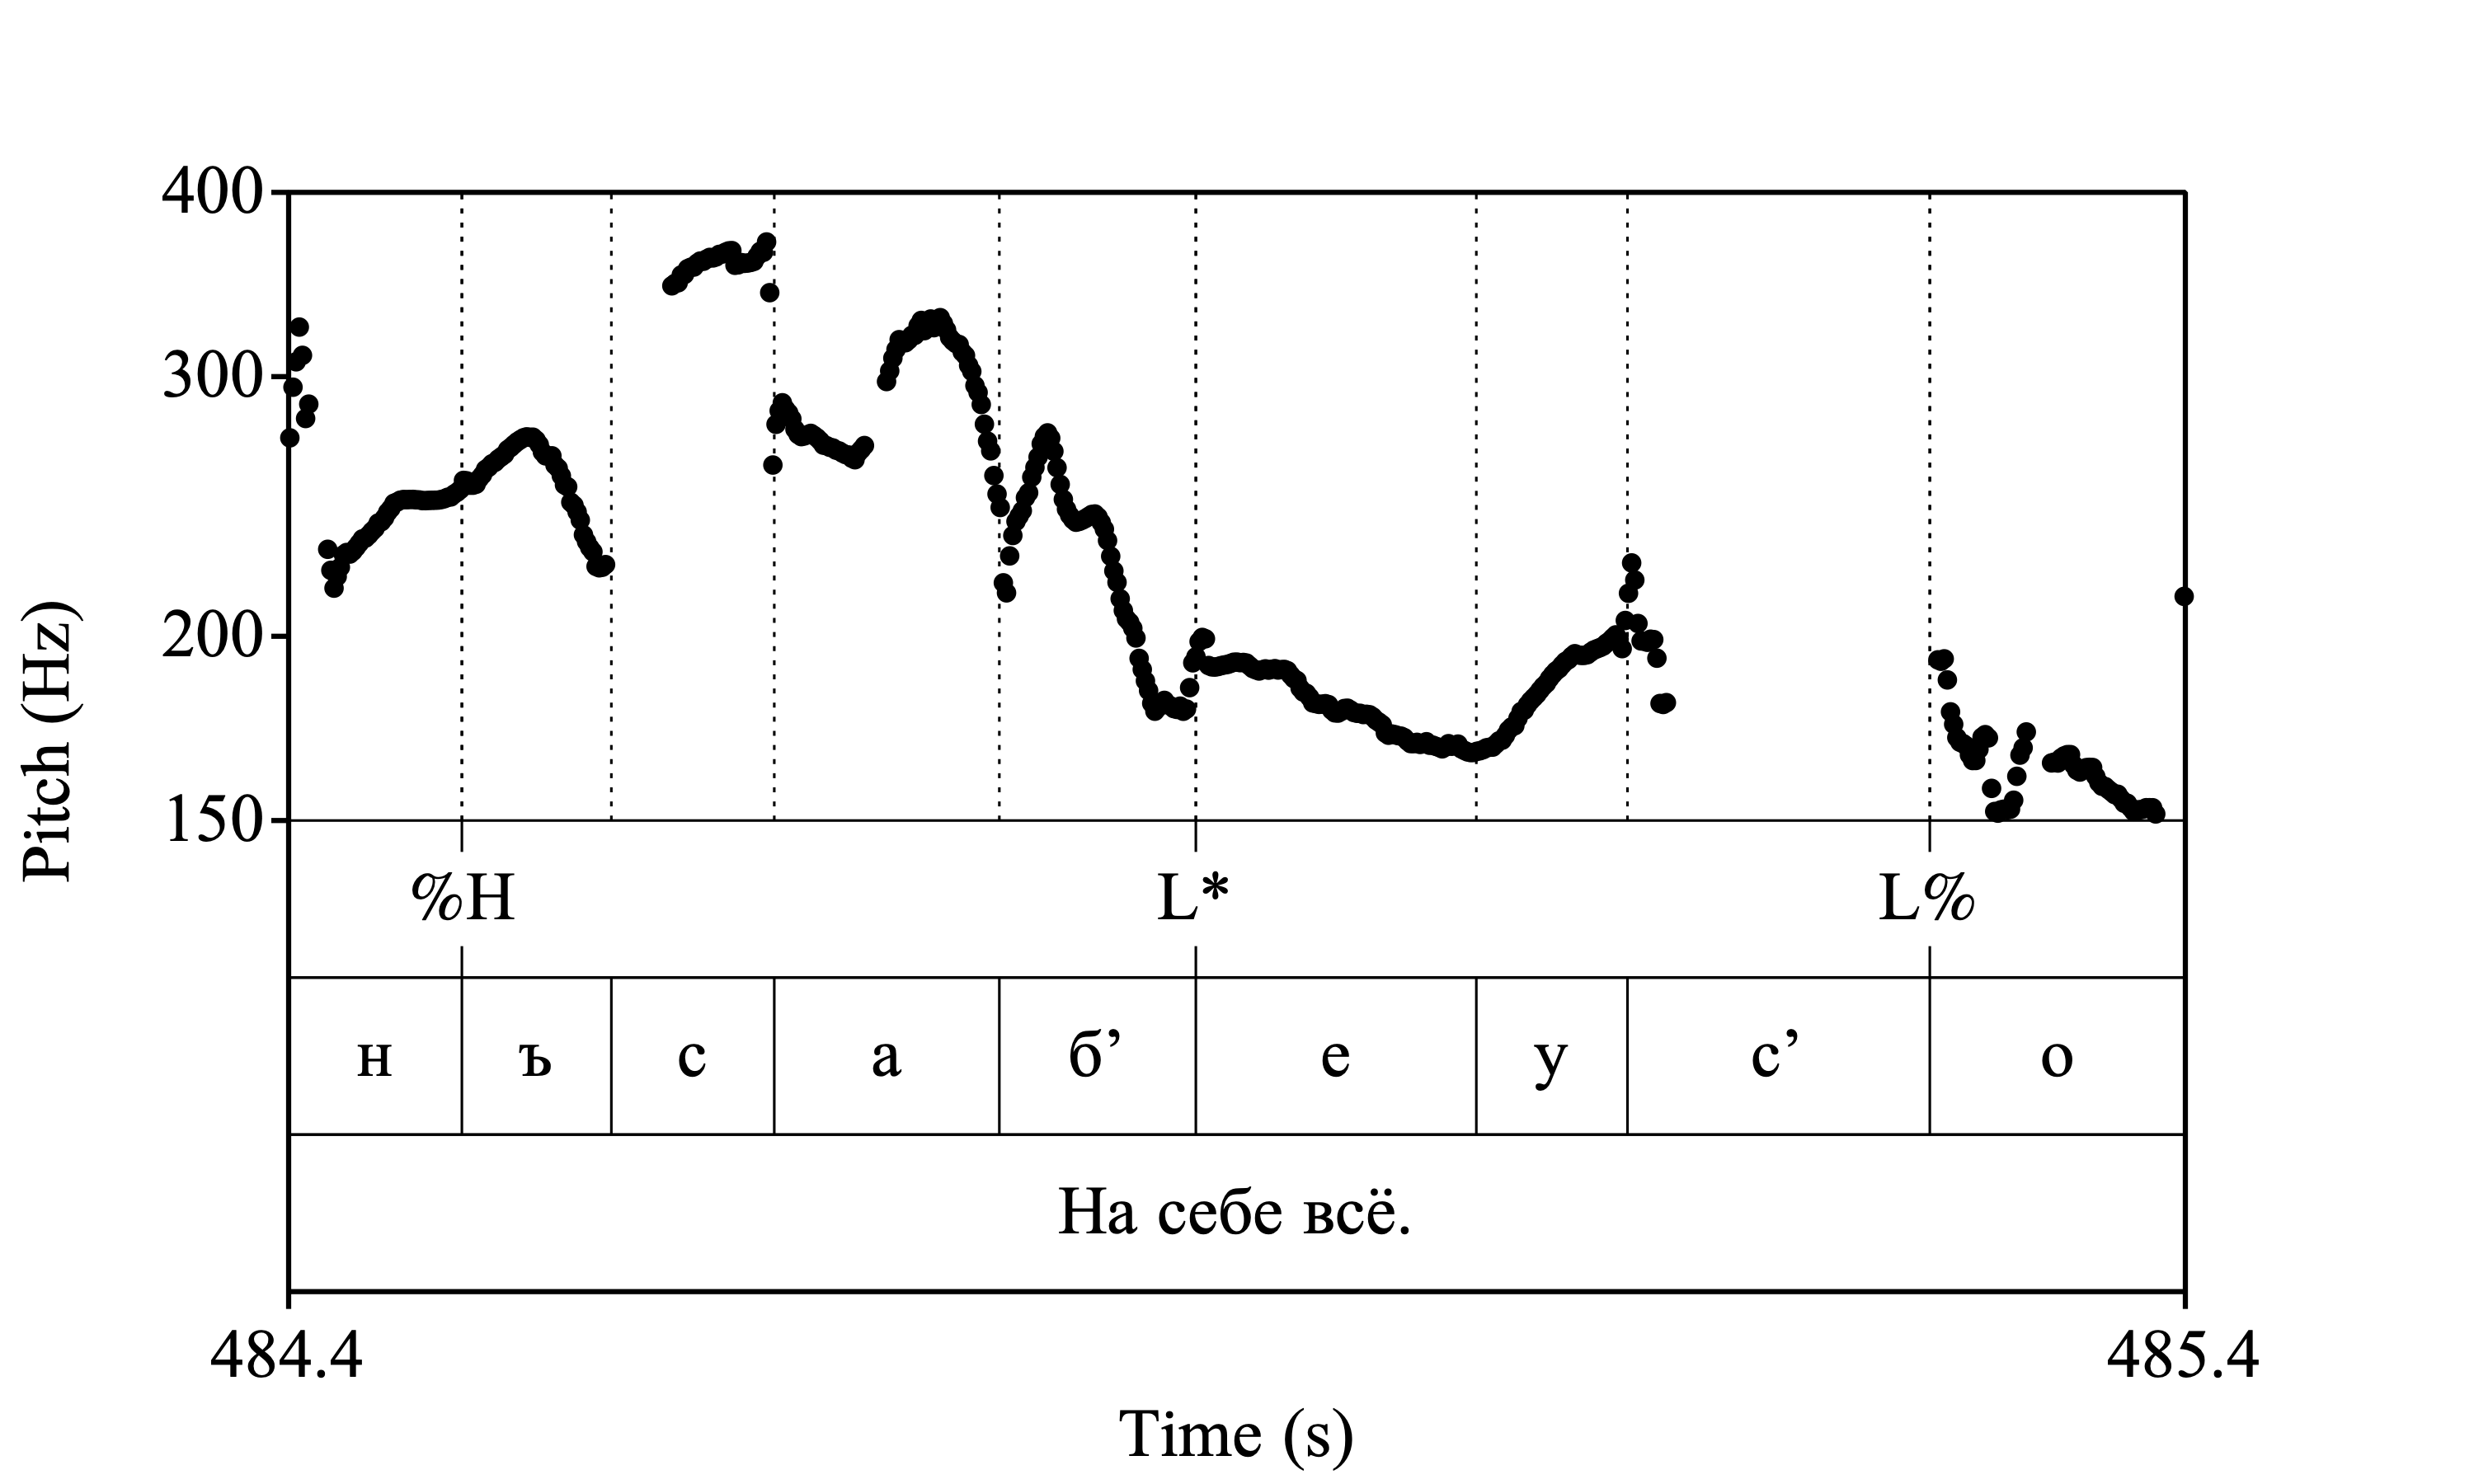 400
300
200
150
Pitch (Hz)
%H L* L%
н ъ с а б’ е у с’ о
На себе всё.
484.4 485.4
Time (s)